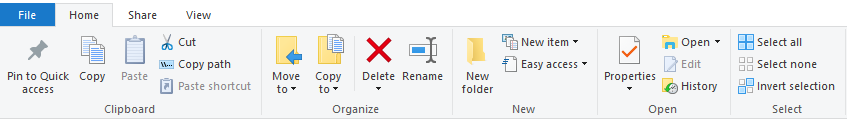 File Home Share View
Pin to Quick
access
Copy
Paste
Cut
Copy path
Paste shortcut
Clipboard
Move
to
Copy
to
Delete
Rename
Organize
New
folder
New item
Easy access
New
Properties
Open
Edit
History
Open
Select all
Select none
Invert selection
Select